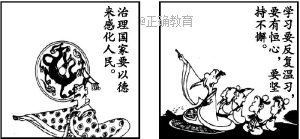 @正确教育
治理国家要以德
来感化人民。
学习要反复温习，
要有恒心，要坚
持不懈。